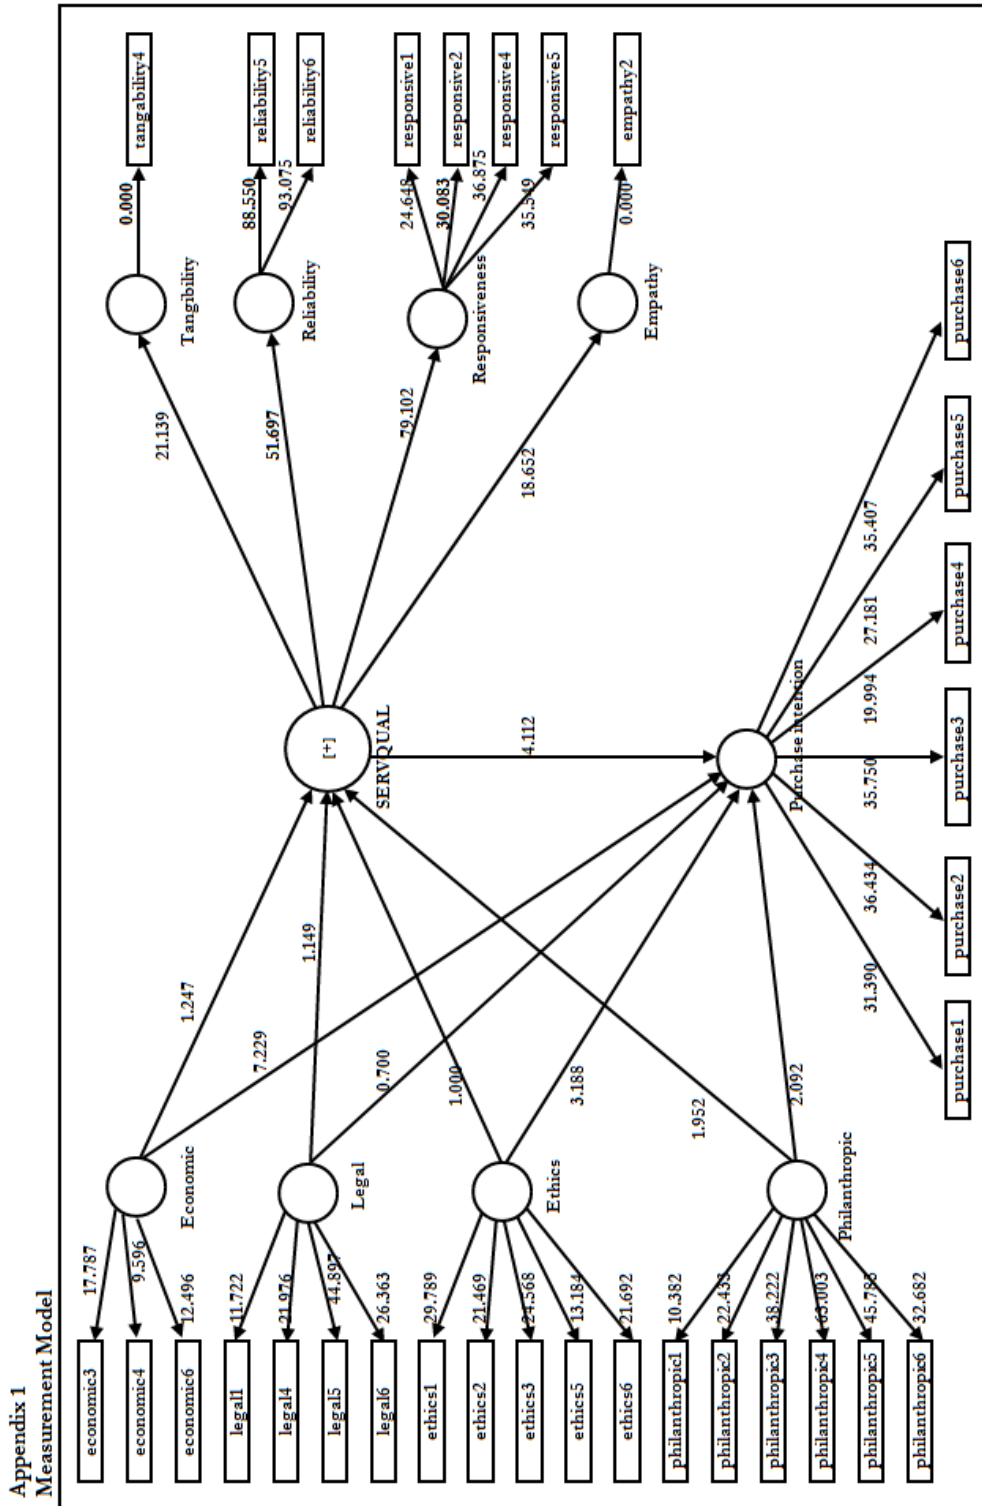 Appendix 1
Measurement Model
economic3
economic4
economic6
legal1
legal4
legal5
legal6
ethics1
ethics2
ethics3
ethics5
ethics6
philanthropic1
philanthropic2
philanthropic3
philanthropic4
philanthropic5
philanthropic6
17.787
9.596
12.496
11.722
21.976
44.897
26.363
29.789
21.469
24.568
13.184
21.692
10.382
22.433
38.222
63.003
45.783
32.682
Economic
Legal
Ethics
Philanthropic
1.247
7.229
1.149
0.700
1.000
3.188
1.952
2.092
[+]
SERVQUAL
4.112
Purchase intention
21.139
51.697
79.102
18.652
Tangibility
Reliability
Responsiveness
Empathy
0.000
88.550
93.075
24.648
30.083
36.875
35.549
0.000
tangability4
reliability5
reliability6
responsive1
responsive2
responsive4
responsive5
empathy2
31.390
36.434
35.750
19.994
27.181
35.407
purchase1
purchase2
purchase3
purchase4
purchase5
purchase6